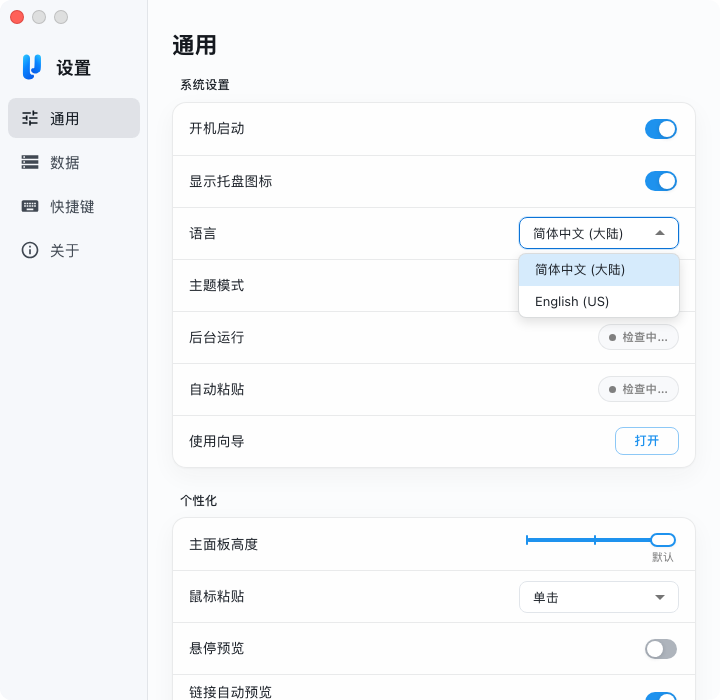 设置
通用
数据
快捷键
关于
通用
系统设置
开机启动
显示托盘图标
语言
简体中文 (大陆)
简体中文 (大陆)
English (US)
主题模式
后台运行
检查中...
自动粘贴
检查中...
使用向导
打开
个性化
主面板高度
默认
鼠标粘贴
单击
悬停预览
链接自动预览